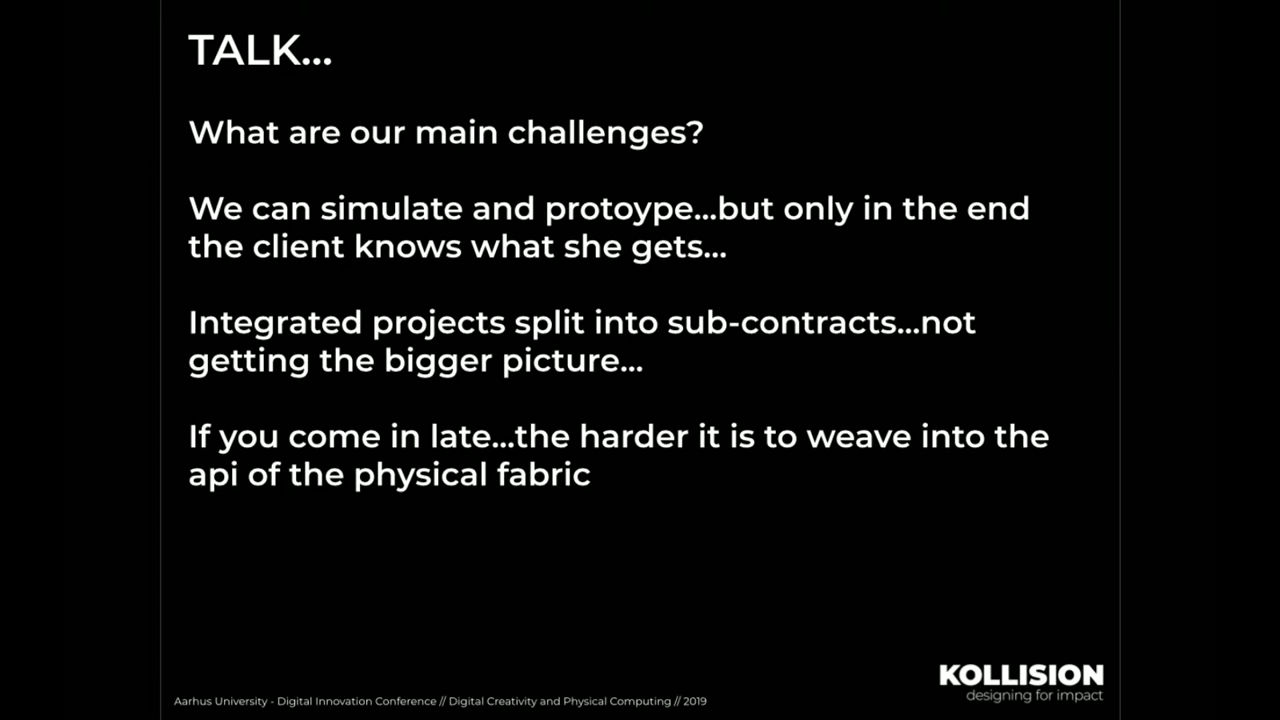 TALK...
What are our main challenges?
We can simulate and protoype...but only in the end
the client knows what she gets...
Integrated projects split into sub-contracts...not
getting the bigger picture...
If you come in late...the harder it is to weave into the
api of the physical fabric
KOLLISION
designing for impact
Aarhus University - Digital Innovation Conference // Digital Creativity and Physical Computing // 2019